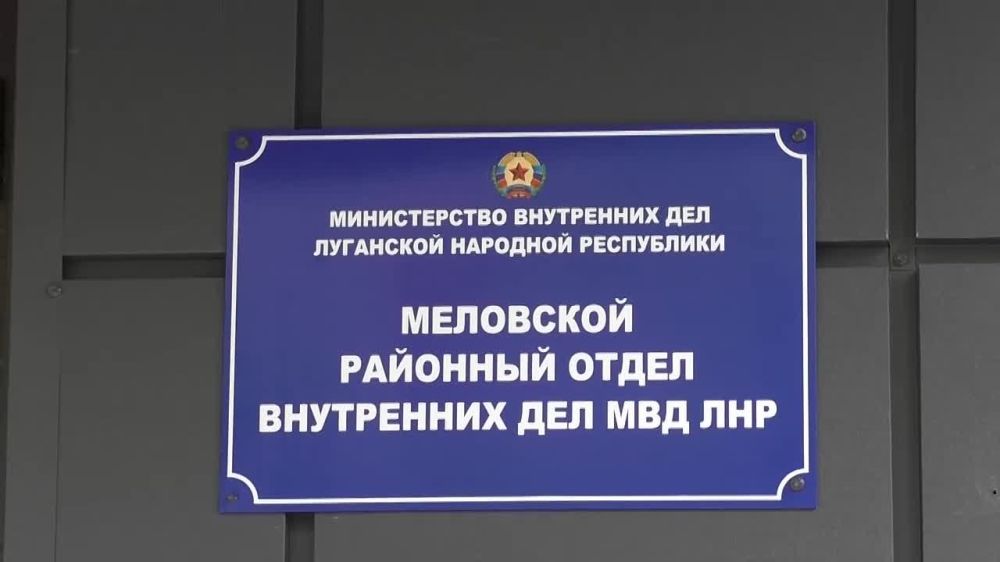 МИНИСТЕРСТВО ВНУТРЕННИХ ДЕЛ
ЛУГАНСКОЙ НАРОДНОЙ РЕСПУБЛИКИ
МЕЛОВСКОЙ
РАЙОННЫЙ ОТДЕЛ
ВНУТРЕННИХ ДЕЛ МВД ЛНР